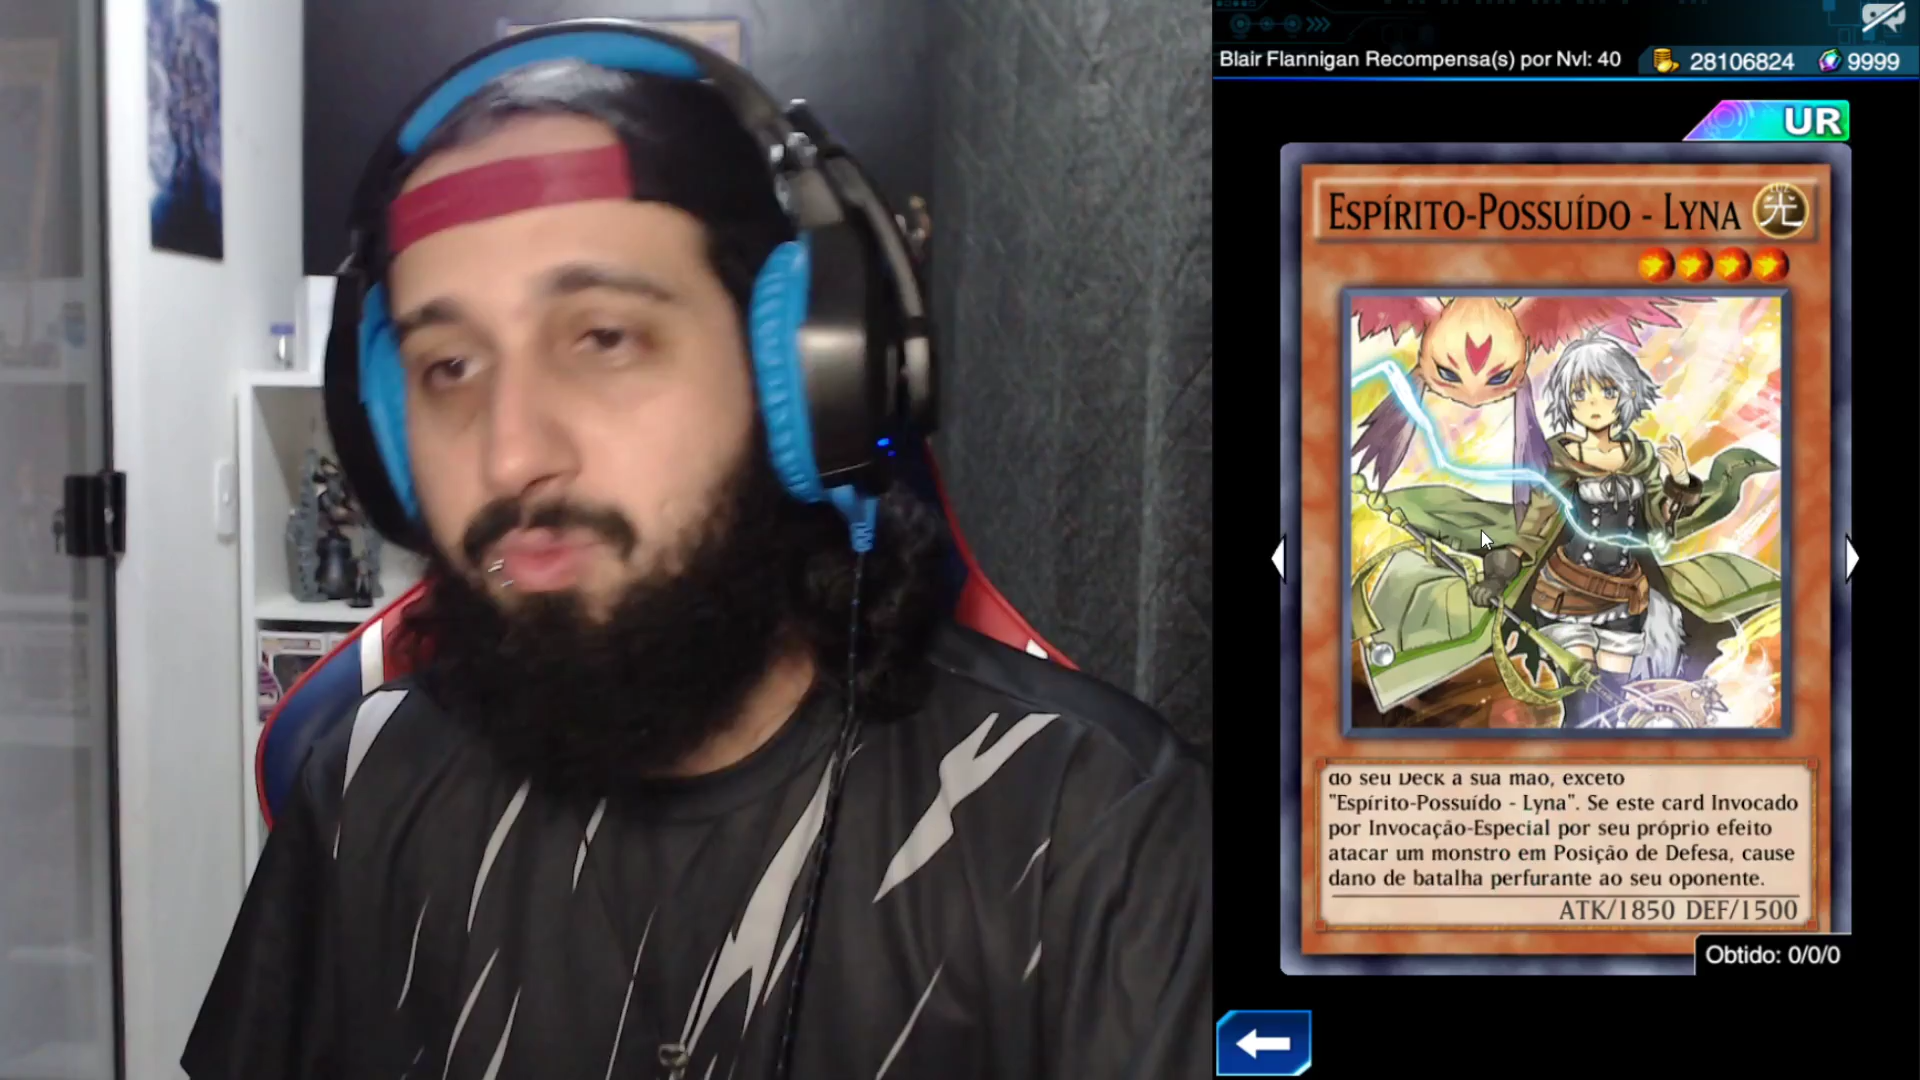 Blair Flannigan Recompensa(s) por Nvl: 40
28106824
9999
UR
ESPÍRITO-POSSUÍDO - LYNA
光
do seu Deck à sua mão, exceto
"Espírito-Possuído - Lyna". Se este card Invocado
por Invocação-Especial por seu próprio efeito
atacar um monstro em Posição de Defesa, cause
dano de batalha perfurante ao seu oponente.
ATK/1850 DEF/1500
Obtido: 0/0/0